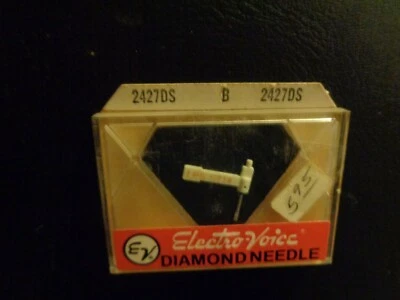 2427DS B 2427DS
5.95
EV Electro-Voice
DIAMOND NEEDLE